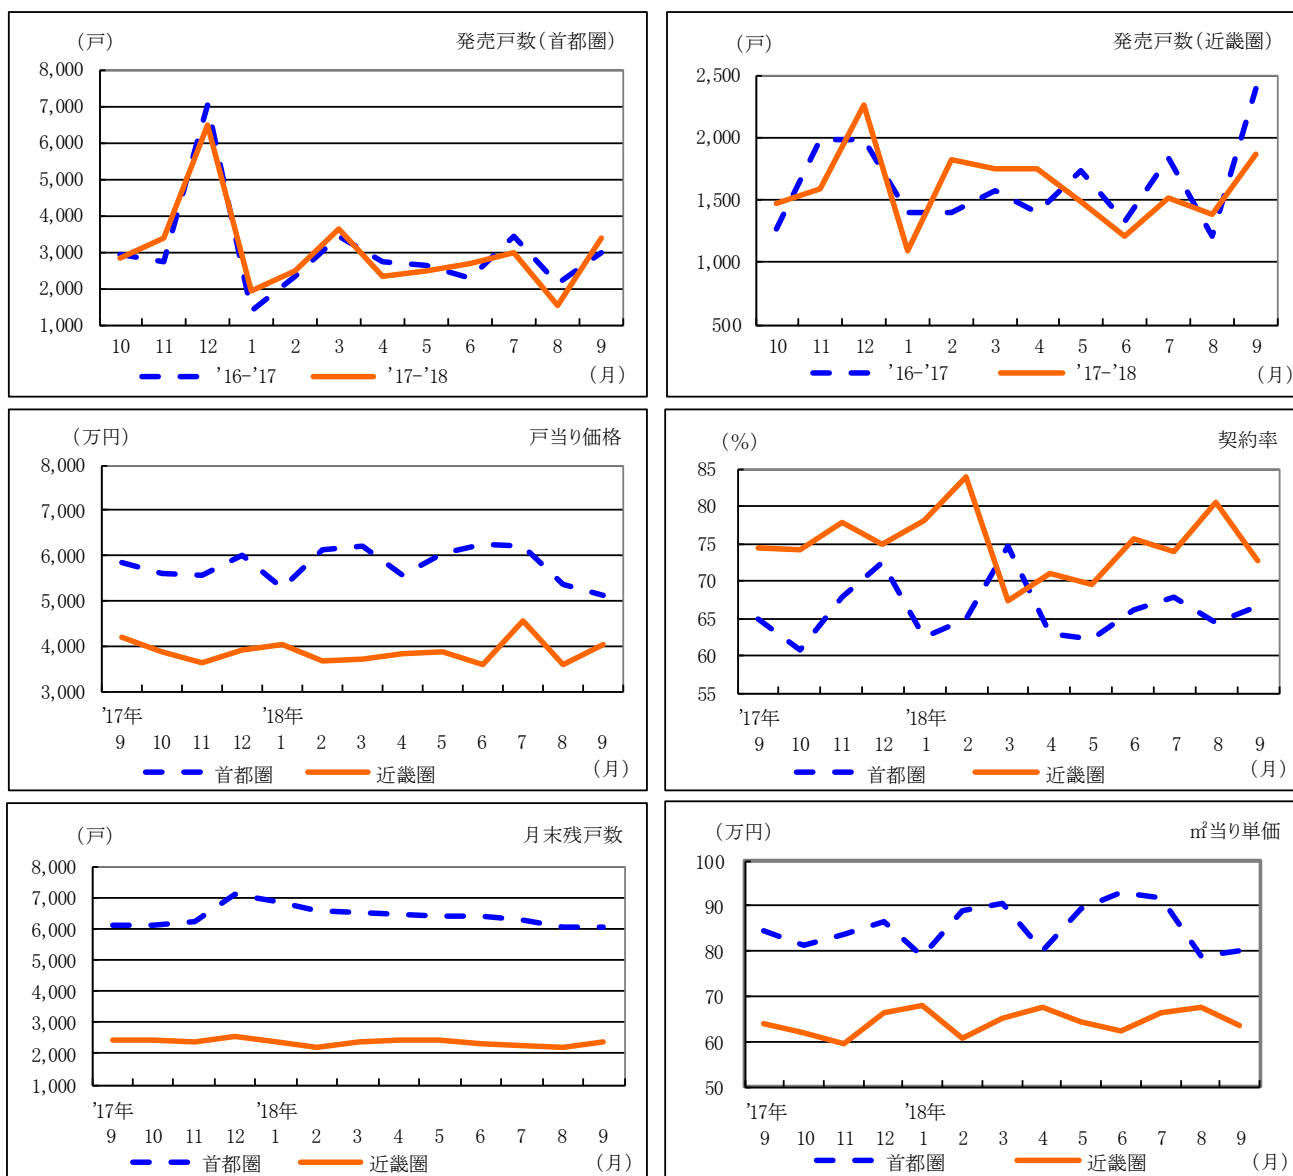 (戸)
発売戸数(首都圏)
8,000
7,000
6,000
5,000
4,000
3,000
2,000
1,000
10 11 12 1 2 3 4 5 6 7 8 9
'16-'17 '17-'18 (月)
(戸)
発売戸数(近畿圏)
2,500
2,000
1,500
1,000
500
10 11 12 1 2 3 4 5 6 7 8 9
'16-'17 '17-'18 (月)
(万円)
戸当り価格
8,000
7,000
6,000
5,000
4,000
3,000
'17年 '18年
9 10 11 12 1 2 3 4 5 6 7 8 9
首都圏 近畿圏 (月)
(%)
契約率
85
80
75
70
65
60
55
'17年 '18年
9 10 11 12 1 2 3 4 5 6 7 8 9
首都圏 近畿圏 (月)
(戸)
月末残戸数
8,000
7,000
6,000
5,000
4,000
3,000
2,000
1,000
'17年 '18年
9 10 11 12 1 2 3 4 5 6 7 8 9
首都圏 近畿圏 (月)
(万円)
㎡当り単価
100
90
80
70
60
50
'17年 '18年
9 10 11 12 1 2 3 4 5 6 7 8 9
首都圏 近畿圏 (月)